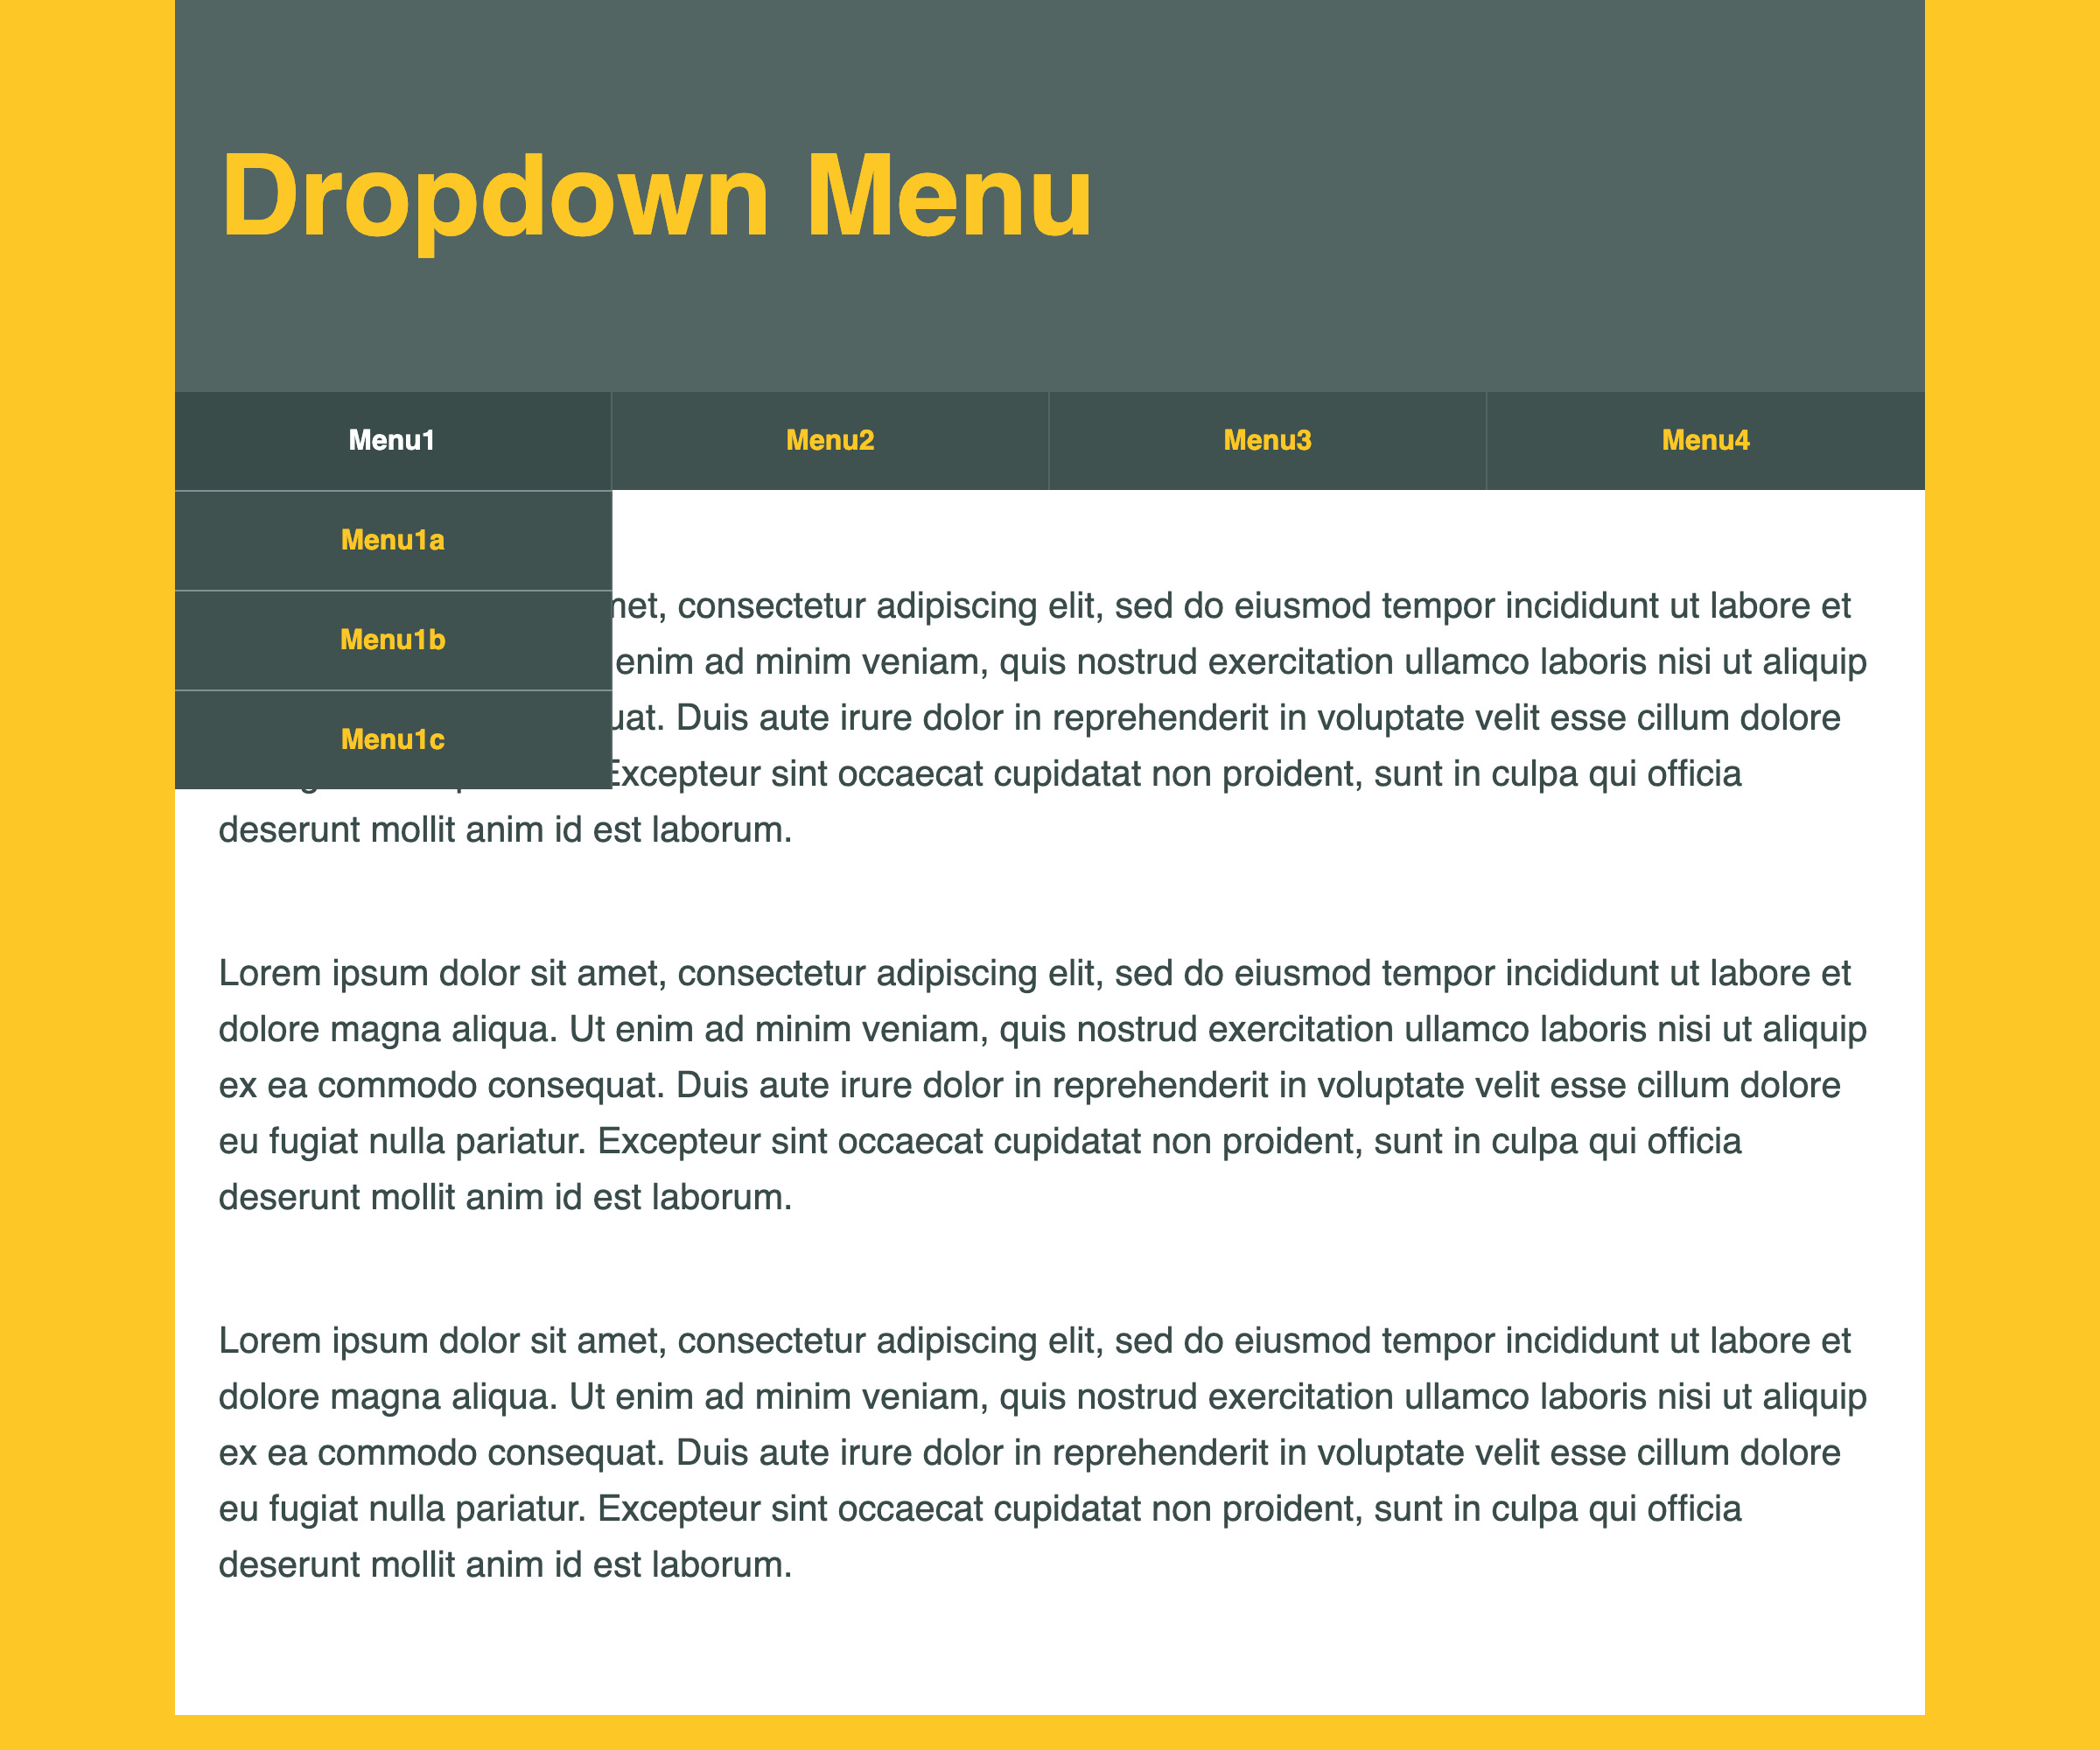 Dropdown Menu
Menu1 Menu2 Menu3 Menu4
Menu1a
Menu1b
Menu1c
consectetur adipiscing elit, sed do eiusmod tempor incididunt ut labore et
enim ad minim veniam, quis nostrud exercitation ullamco laboris nisi ut aliquip
Duis aute irure dolor in reprehenderit in voluptate velit esse cillum dolore
Excepteur sint occaecat cupidatat non proident, sunt in culpa qui officia
deserunt mollit anim id est laborum.
Lorem ipsum dolor sit amet, consectetur adipiscing elit, sed do eiusmod tempor incididunt ut labore et
dolore magna aliqua. Ut enim ad minim veniam, quis nostrud exercitation ullamco laboris nisi ut aliquip
ex ea commodo consequat. Duis aute irure dolor in reprehenderit in voluptate velit esse cillum dolore
eu fugiat nulla pariatur. Excepteur sint occaecat cupidatat non proident, sunt in culpa qui officia
deserunt mollit anim id est laborum.
Lorem ipsum dolor sit amet, consectetur adipiscing elit, sed do eiusmod tempor incididunt ut labore et
dolore magna aliqua. Ut enim ad minim veniam, quis nostrud exercitation ullamco laboris nisi ut aliquip
ex ea commodo consequat. Duis aute irure dolor in reprehenderit in voluptate velit esse cillum dolore
eu fugiat nulla pariatur. Excepteur sint occaecat cupidatat non proident, sunt in culpa qui officia
deserunt mollit anim id est laborum.